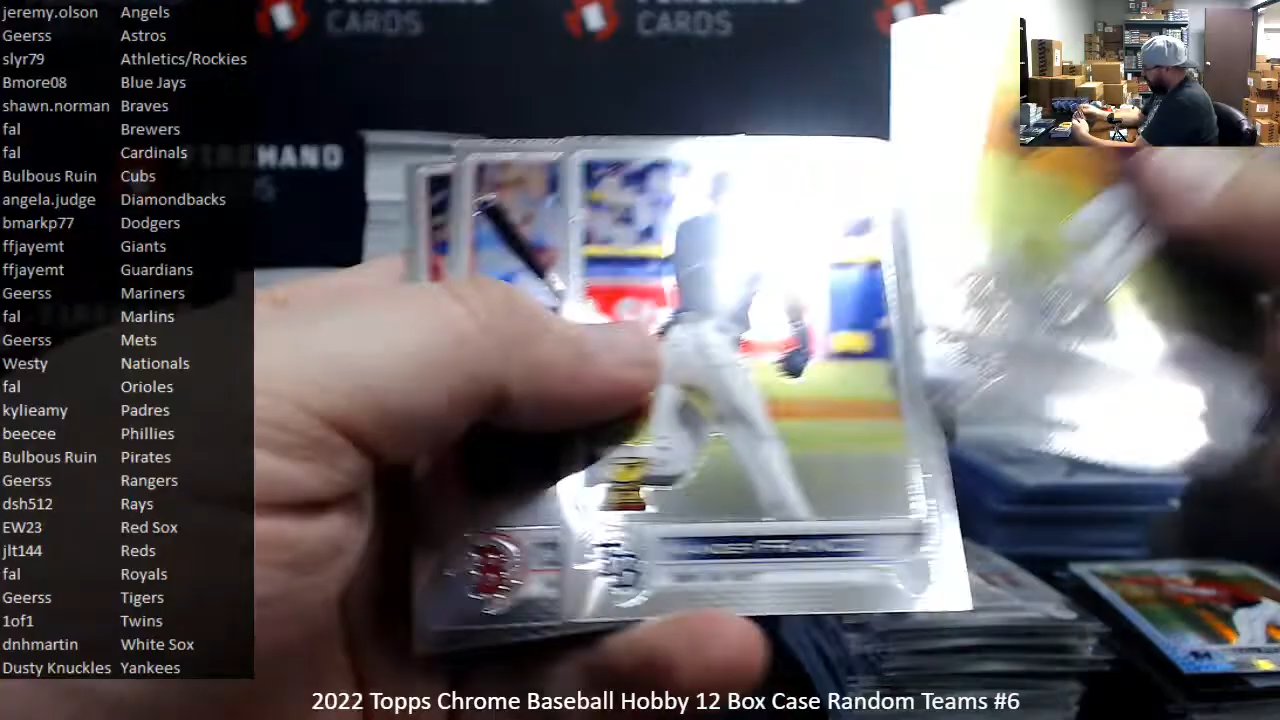 jeremy.olson Angels
Geerss Astros
slyr79 Athletics/Rockies
Bmore08 Blue Jays
shawn.norman Braves
fal Brewers
fal Cardinals
Bulbous Ruin Cubs
angela.judge Diamondbacks
bmarkp77 Dodgers
ffjayemt Giants
ffjayemt Guardians
Geerss Mariners
fal Marlins
Geerss Mets
Westy Nationals
fal Orioles
kylieamy Padres
beecee Phillies
Bulbous Ruin Pirates
Geerss Rangers
dsh512 Rays
EW23 Red Sox
jlt144 Reds
fal Royals
Geerss Tigers
1of1 Twins
dnhmartin White Sox
Dusty Knuckles Yankees
CARDS
CARDS
2022 Topps Chrome Baseball Hobby 12 Box Case Random Teams #6